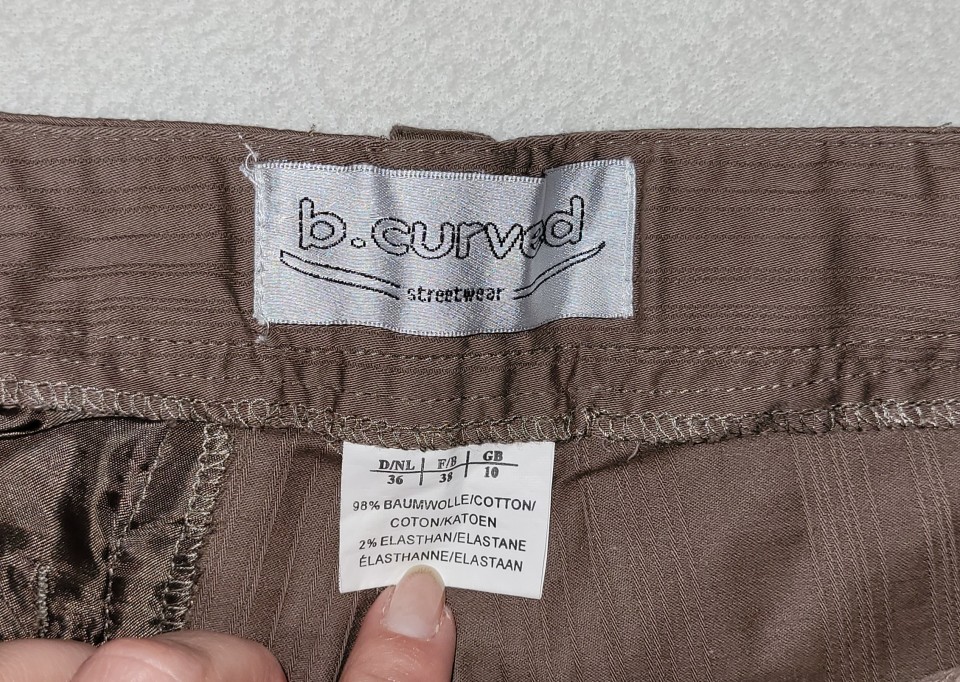 b.curved
streetwear
D/NL | F/B | GB
36 | 38 | 10
98% BAUMWOLLE/COTTON/
COTON/KATOEN
2% ELASTHAN/ELASTANE
ÉLASTHANNE/ELASTAAN